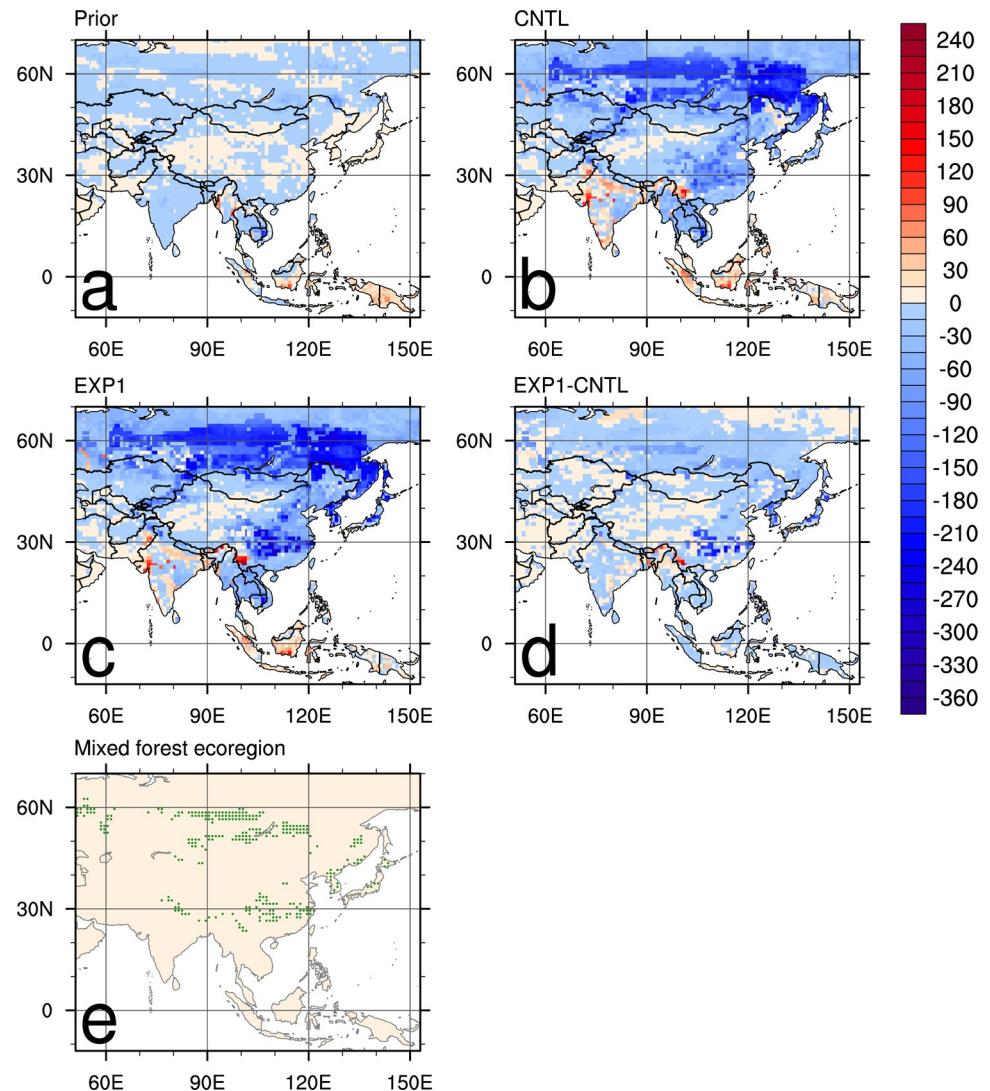 Prior
CNTL
60N
30N
0
a
b
60E 90E 120E 150E
60E 90E 120E 150E
EXP1
EXP1-CNTL
60N
60N
30N
30N
0
0
c
d
60E 90E 120E 150E
60E 90E 120E 150E
Mixed forest ecoregion
60N
30N
0
e
60E 90E 120E 150E
60N
30N
0
240
210
180
150
120
90
60
30
0
-30
-60
-90
-120
-150
-180
-210
-240
-270
-300
-330
-360